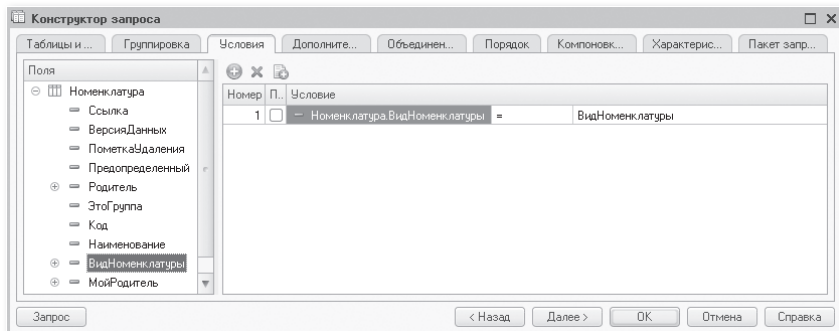 Конструктор запроса
Таблицы и ... Группировка Условия Дополните... Объединен... Порядок Компоновк... Характерис... Пакет запр...
Поля
Номенклатура
Ссылка
ВерсияДанных
ПометкаУдаления
Предопределенный
Родитель
ЭтоГруппа
Код
Наименование
ВидНоменклатуры
МойРодитель
Номер П.. Условие
1 Номенклатура.ВидНоменклатуры = ВидНоменклатуры
Запрос < Назад Далее > OK Отмена Справка